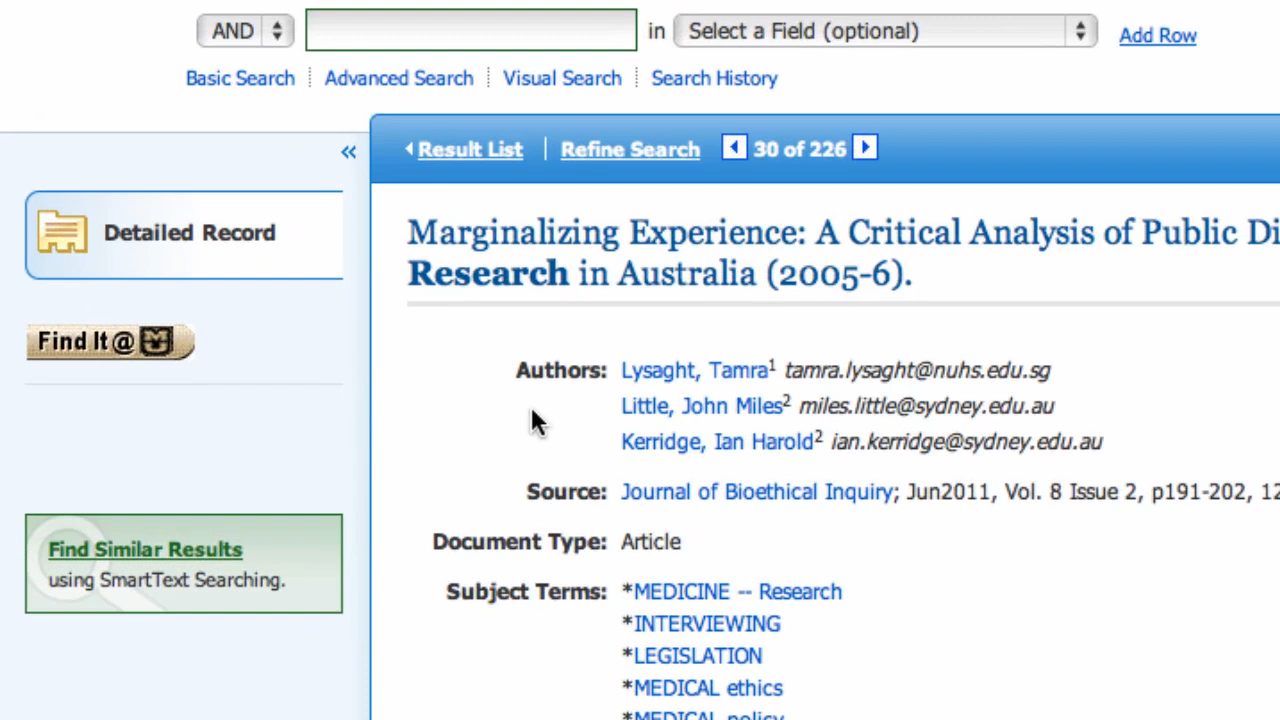 AND in Select a Field (optional) Add Row
Basic Search Advanced Search Visual Search Search History
« Result List Refine Search 30 of 226
Detailed Record
Marginalizing Experience: A Critical Analysis of Public Di
Research in Australia (2005-6).
Find It @
Authors: Lysaght, Tamra1 tamra.lysaght@nuhs.edu.sg
Little, John Miles2 miles.little@sydney.edu.au
Kerridge, Ian Harold2 ian.kerridge@sydney.edu.au
Source: Journal of Bioethical Inquiry; Jun2011, Vol. 8 Issue 2, p191-202, 12
Document Type: Article
Find Similar Results
using SmartText Searching.
Subject Terms: *MEDICINE -- Research
*INTERVIEWING
*LEGISLATION
*MEDICAL ethics
*MEDICAL policy